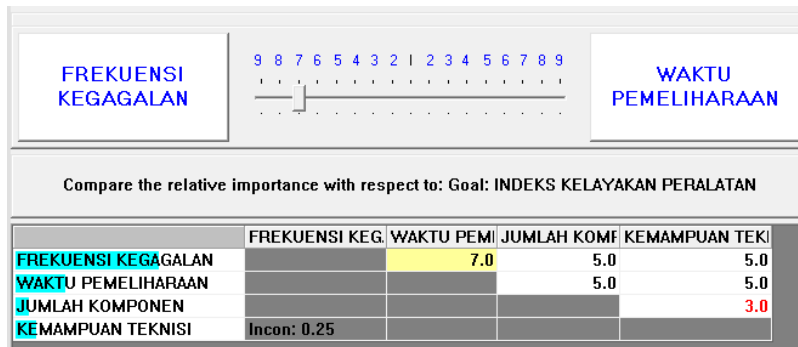 FREKUENSI
KEGAGALAN
9 8 7 6 5 4 3 2 | 2 3 4 5 6 7 8 9
WAKTU
PEMELIHARAAN
Compare the relative importance with respect to: Goal: INDEKS KELAYAKAN PERALATAN
FREKUENSI KEG. WAKTU PEMI JUMLAH KOMF KEMAMPUAN TEKI
FREKUENSI KEGAGALAN 7.0 5.0 5.0
WAKTU PEMELIHARAAN 5.0 5.0
JUMLAH KOMPONEN 3.0
KEMAMPUAN TEKNISI Incon: 0.25